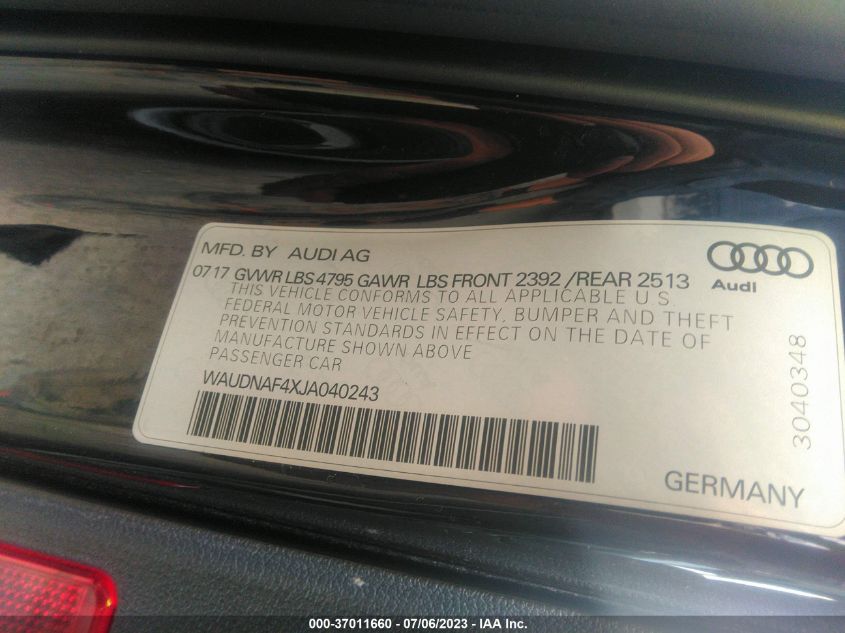 MFD. BY AUDI AG
Audi
0717 GVWR LBS 4795 GAWR LBS FRONT 2392 /REAR 2513
THIS VEHICLE CONFORMS TO ALL APPLICABLE U.S.
FEDERAL MOTOR VEHICLE SAFETY, BUMPER AND THEFT
PREVENTION STANDARDS IN EFFECT ON THE DATE OF
MANUFACTURE SHOWN ABOVE
PASSENGER CAR
WAUDNAF4XJA040243
3040348
GERMANY
000-37011660 - 07/06/2023 - IAA Inc.